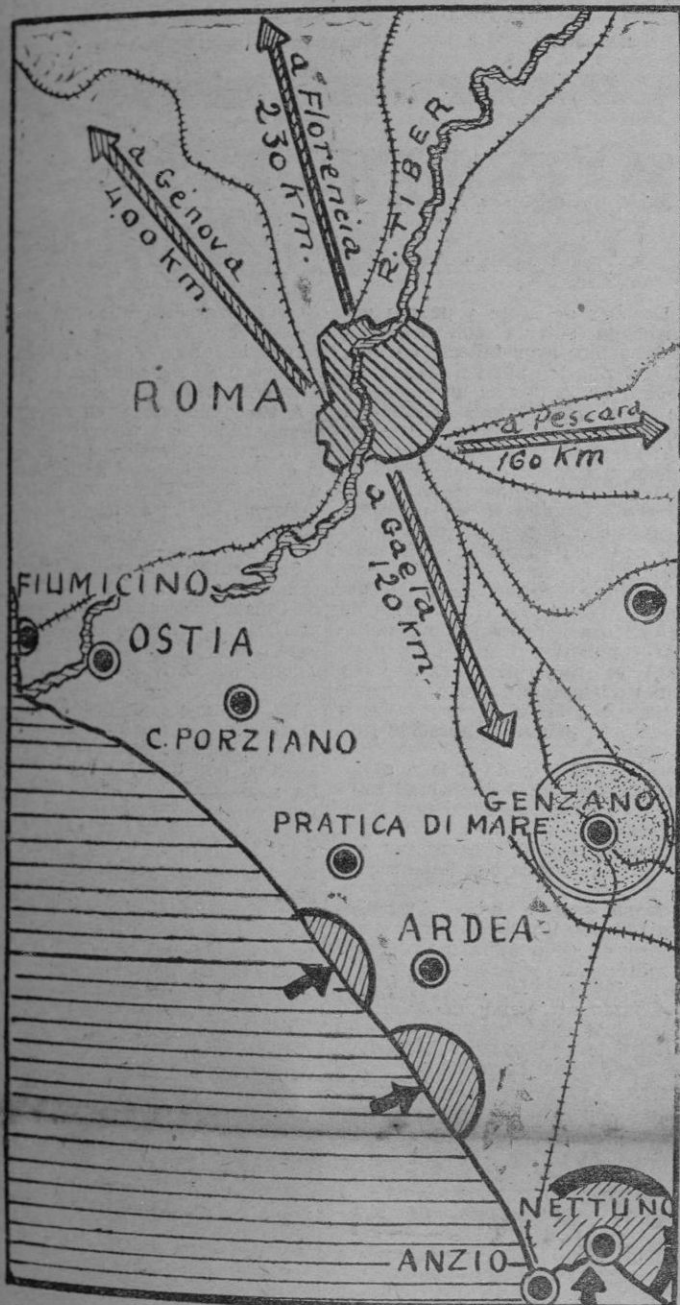 a Florencia
230 km.
a Génova
400 km.
R. TIBER
ROMA
a Pescara
160 km
a Gaeta
120 km.
FIUMICINO
OSTIA
C. PORZIANO
GENZANO
PRATICA DI MARE
ARDEA
NETTUNO
ANZIO